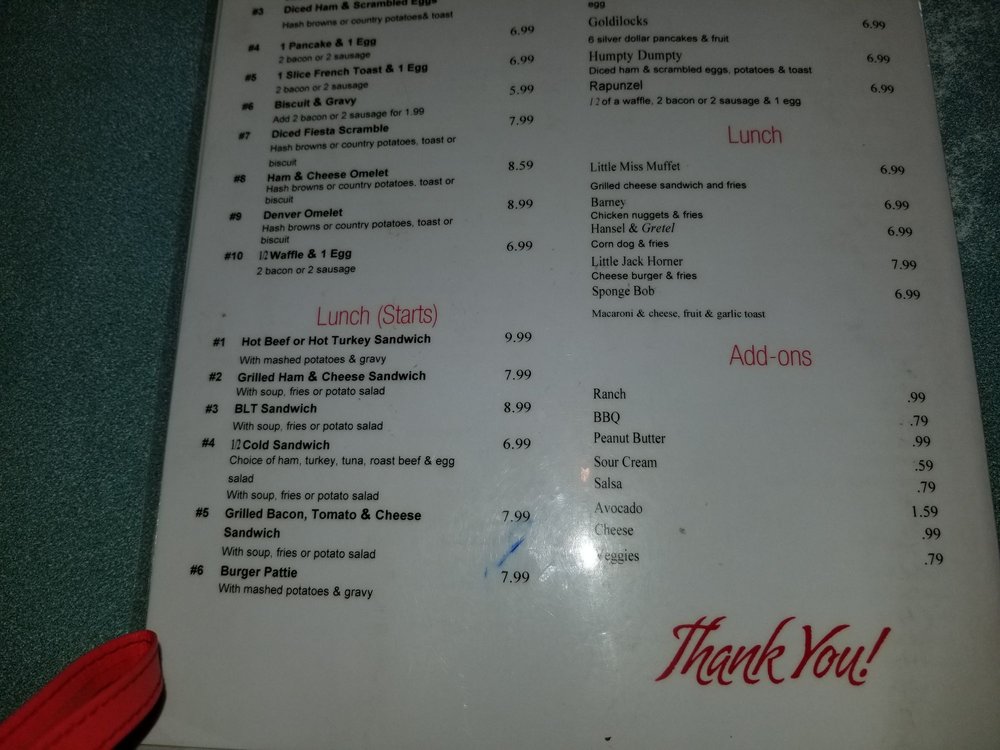 #3 Diced Ham & Scrambled Eggs
Hash browns or country potatoes& toast 6.99
#4 1 Pancake & 1 Egg
2 bacon or 2 sausage 6.99
#5 1 Slice French Toast & 1 Egg
2 bacon or 2 sausage 5.99
#6 Biscuit & Gravy
Add 2 bacon or 2 sausage for 1.99
#7 Diced Fiesta Scramble 7.99
Hash browns or country potatoes, toast or
biscuit
#8 Ham & Cheese Omelet 8.59
Hash browns or country potatoes, toast or
biscuit
#9 Denver Omelet 8.99
Hash browns or country potatoes, toast or
biscuit
#10 1/2 Waffle & 1 Egg 6.99
2 bacon or 2 sausage
Lunch (Starts)
#1 Hot Beef or Hot Turkey Sandwich 9.99
With mashed potatoes & gravy
#2 Grilled Ham & Cheese Sandwich 7.99
With soup, fries or potato salad
#3 BLT Sandwich 8.99
With soup, fries or potato salad
#4 1/2 Cold Sandwich 6.99
Choice of ham, turkey, tuna, roast beef & egg
salad
With soup, fries or potato salad
#5 Grilled Bacon, Tomato & Cheese 7.99
Sandwich
With soup, fries or potato salad
#6 Burger Pattie 7.99
With mashed potatoes & gravy
egg
Goldilocks 6.99
6 silver dollar pancakes & fruit
Humpty Dumpty 6.99
Diced ham & scrambled eggs, potatoes & toast
Rapunzel 6.99
1/2 of a waffle, 2 bacon or 2 sausage & 1 egg
Lunch
Little Miss Muffet 6.99
Grilled cheese sandwich and fries
Barney 6.99
Chicken nuggets & fries
Hansel & Gretel 6.99
Corn dog & fries
Little Jack Horner 7.99
Cheese burger & fries
Sponge Bob 6.99
Macaroni & cheese, fruit & garlic toast
Add-ons
Ranch .99
BBQ .79
Peanut Butter .99
Sour Cream .59
Salsa .79
Avocado 1.59
Cheese .99
Veggies .79
Thank You!